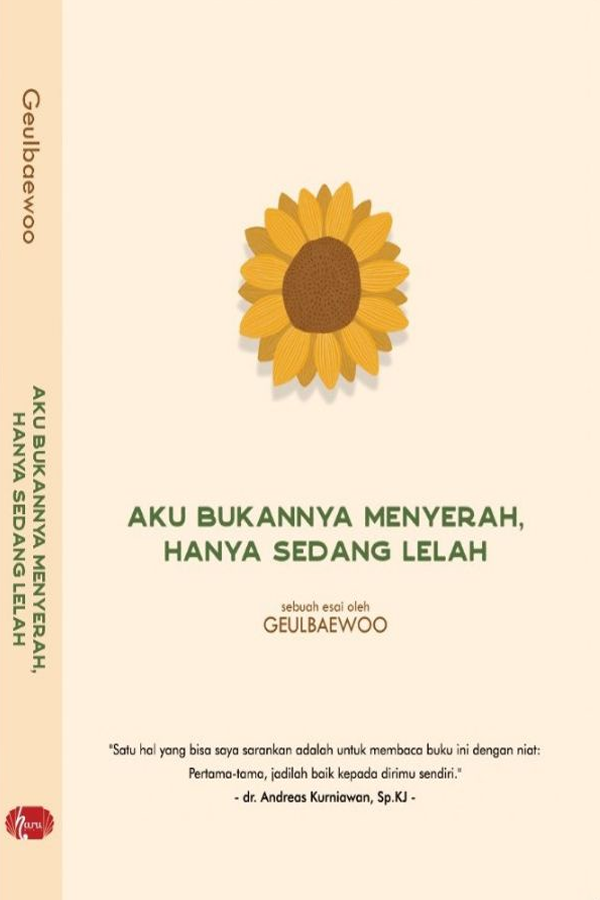 Geulbaewoo
AKU BUKANNYA MENYERAH,
HANYA SEDANG LELAH
haru
AKU BUKANNYA MENYERAH,
HANYA SEDANG LELAH
sebuah esai oleh
GEULBAEWOO
"Satu hal yang bisa saya sarankan adalah untuk membaca buku ini dengan niat:
Pertama-tama, jadilah baik kepada dirimu sendiri."
- dr. Andreas Kurniawan, Sp.KJ -